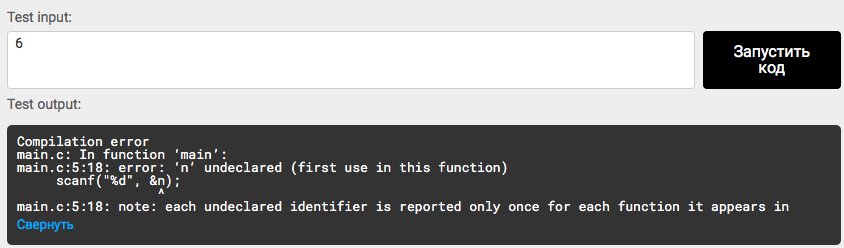 Test input:
6
Запустить
код
Test output:
Compilation error
main.c: In function ‘main’:
main.c:5:18: error: ‘n’ undeclared (first use in this function)
scanf("%d", &n);
^
main.c:5:18: note: each undeclared identifier is reported only once for each function it appears in
Свернуть